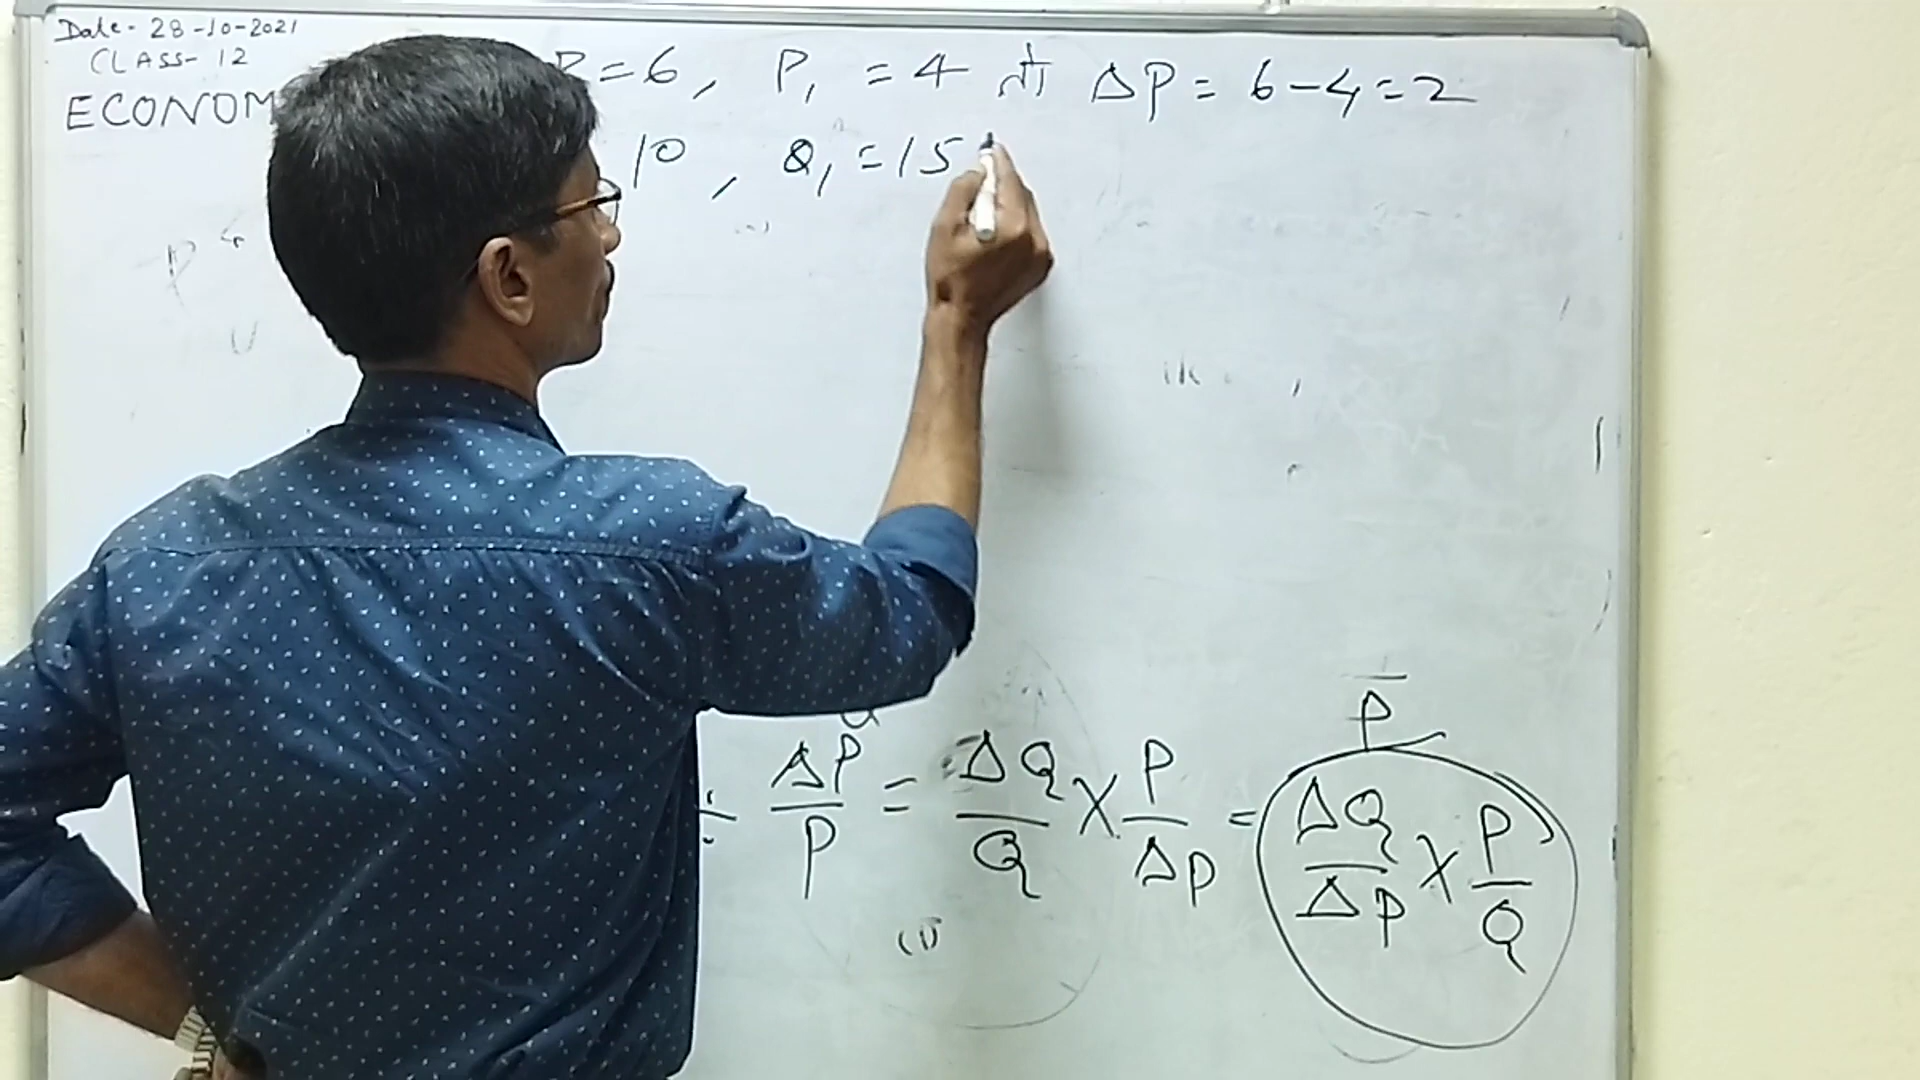 Date - 28-10-2021
CLASS- 12
ECONOM
P = 6, P₁ = 4 तो ΔP = 6-4=2
10, Q₁ = 15
P
÷ ΔP/P = ΔQ/Q × P/ΔP = ΔQ/ΔP × P/Q
(1)